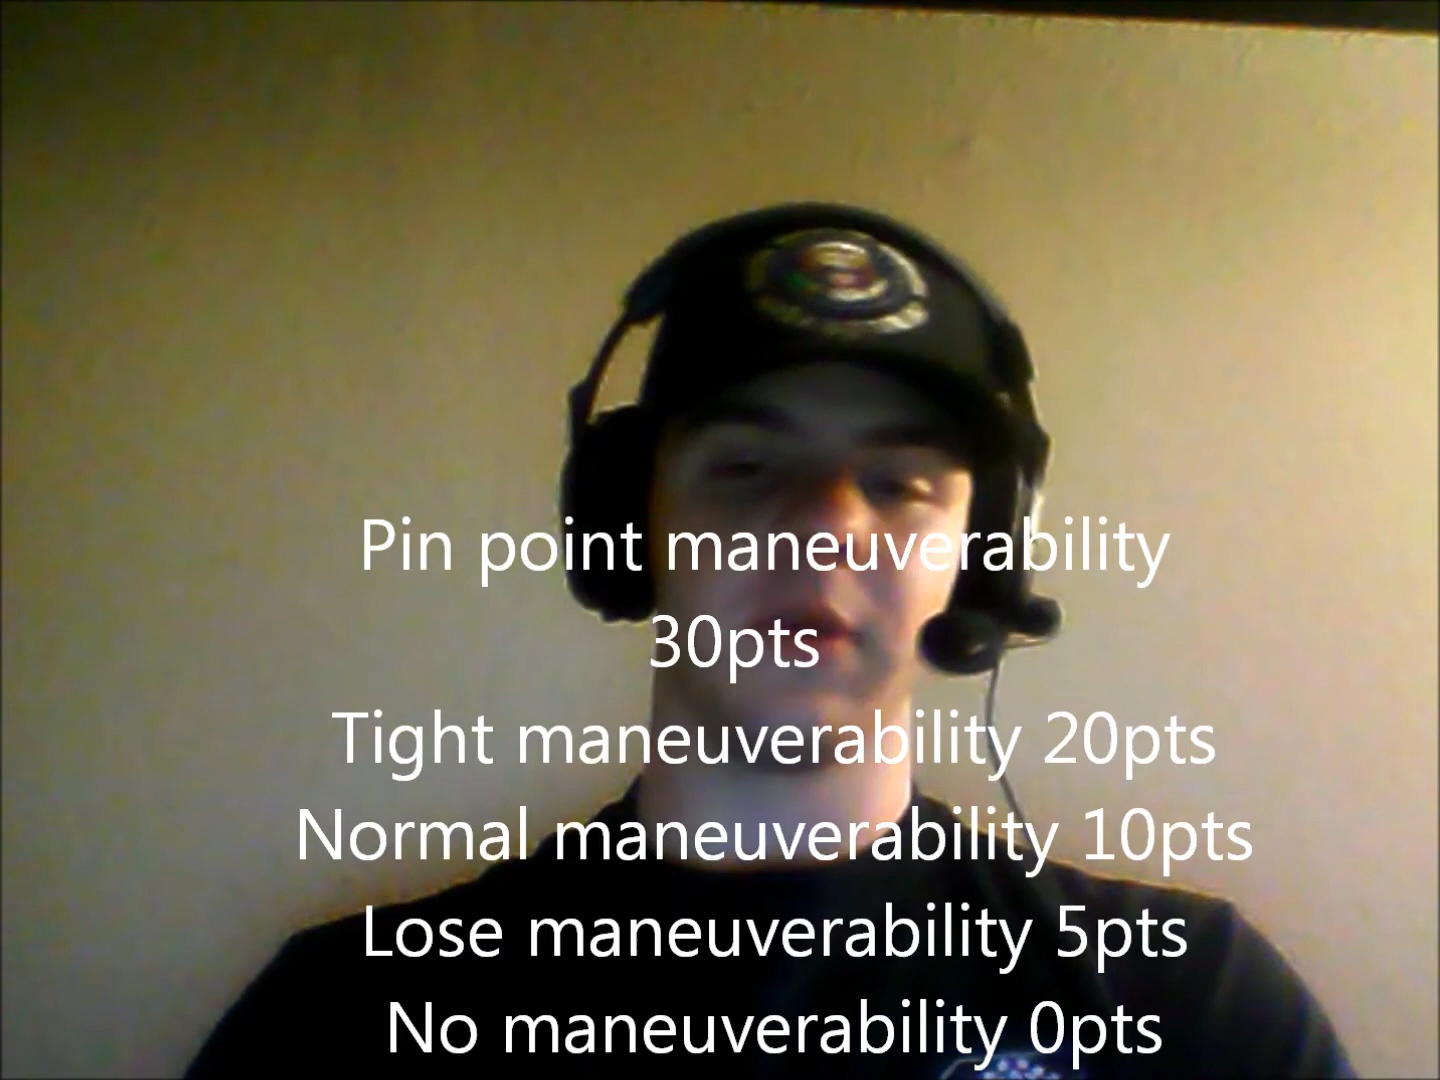 Pin point maneuverability
30pts
Tight maneuverability 20pts
Normal maneuverability 10pts
Lose maneuverability 5pts
No maneuverability 0pts